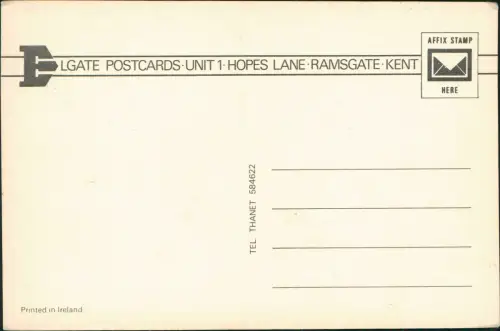 ELGATE POSTCARDS · UNIT 1 · HOPES LANE · RAMSGATE · KENT
AFFIX STAMP
HERE
TEL. THANET 584622
Printed in Ireland.